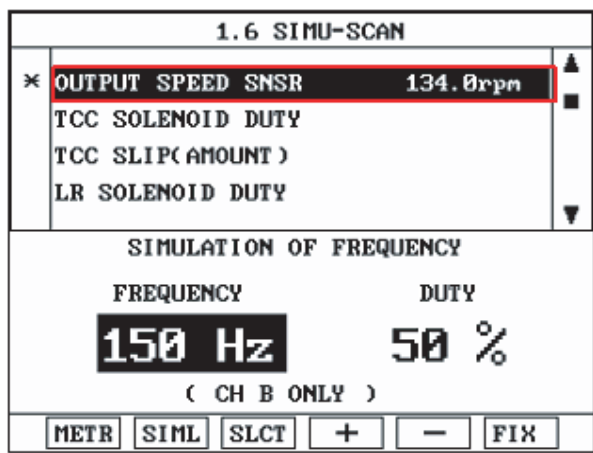 1.6 SIMU-SCAN
* OUTPUT SPEED SNSR 134.0rpm
TCC SOLENOID DUTY
TCC SLIP(AMOUNT)
LR SOLENOID DUTY
SIMULATION OF FREQUENCY
FREQUENCY DUTY
150 Hz 50 %
( CH B ONLY )
METR SIML SLCT + - FIX